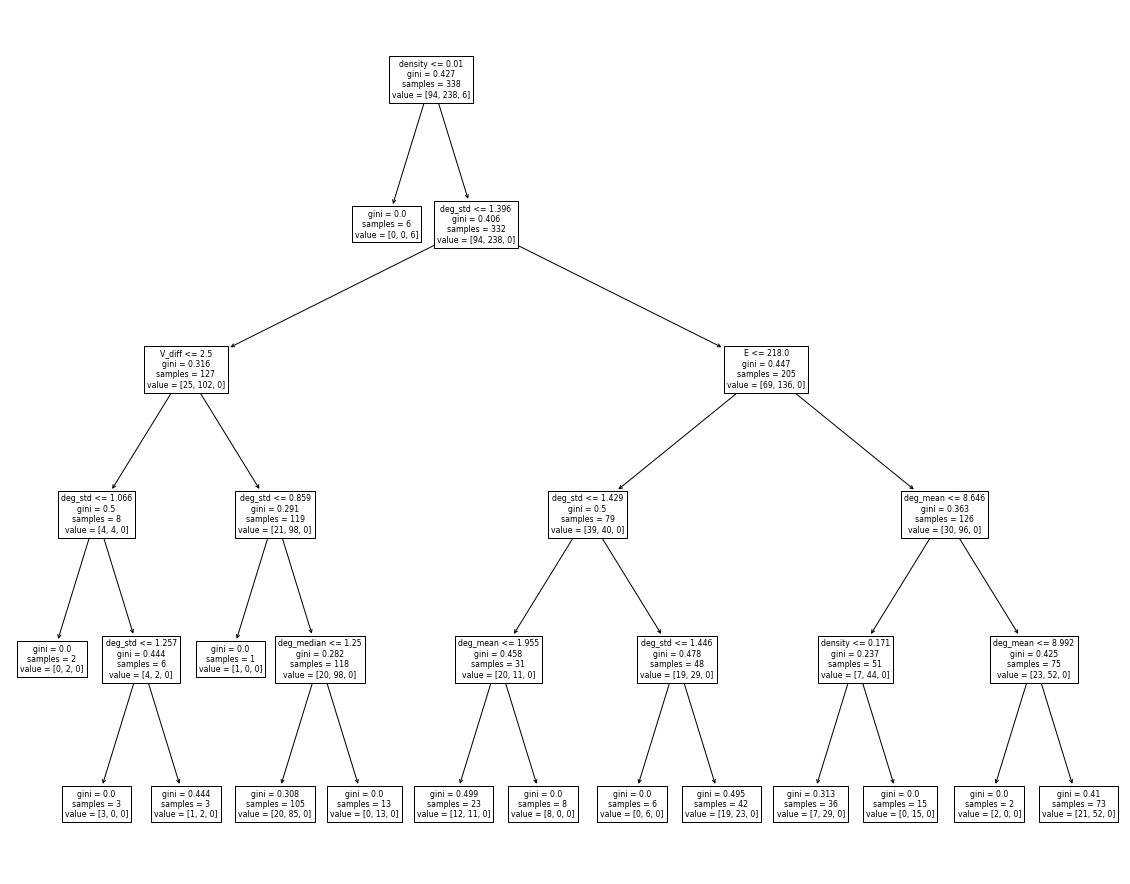 density <= 0.01
gini = 0.427
samples = 338
value = [94, 238, 6]
gini = 0.0
samples = 6
value = [0, 0, 6]
deg_std <= 1.396
gini = 0.406
samples = 332
value = [94, 238, 0]
V_diff <= 2.5
gini = 0.316
samples = 127
value = [25, 102, 0]
E <= 218.0
gini = 0.447
samples = 205
value = [69, 136, 0]
deg_std <= 1.066
gini = 0.5
samples = 8
value = [4, 4, 0]
deg_std <= 0.859
gini = 0.291
samples = 119
value = [21, 98, 0]
deg_std <= 1.429
gini = 0.5
samples = 79
value = [39, 40, 0]
deg_mean <= 8.646
gini = 0.363
samples = 126
value = [30, 96, 0]
gini = 0.0
samples = 2
value = [0, 2, 0]
deg_std <= 1.257
gini = 0.444
samples = 6
value = [4, 2, 0]
gini = 0.0
samples = 1
value = [1, 0, 0]
deg_median <= 1.25
gini = 0.282
samples = 118
value = [20, 98, 0]
deg_mean <= 1.955
gini = 0.458
samples = 31
value = [20, 11, 0]
deg_std <= 1.446
gini = 0.478
samples = 48
value = [19, 29, 0]
density <= 0.171
gini = 0.237
samples = 51
value = [7, 44, 0]
deg_mean <= 8.992
gini = 0.425
samples = 75
value = [23, 52, 0]
gini = 0.0
samples = 3
value = [3, 0, 0]
gini = 0.444
samples = 3
value = [1, 2, 0]
gini = 0.308
samples = 105
value = [20, 85, 0]
gini = 0.0
samples = 13
value = [0, 13, 0]
gini = 0.499
samples = 23
value = [12, 11, 0]
gini = 0.0
samples = 8
value = [8, 0, 0]
gini = 0.0
samples = 6
value = [0, 6, 0]
gini = 0.495
samples = 42
value = [19, 23, 0]
gini = 0.313
samples = 36
value = [7, 29, 0]
gini = 0.0
samples = 15
value = [0, 15, 0]
gini = 0.0
samples = 2
value = [2, 0, 0]
gini = 0.41
samples = 73
value = [21, 52, 0]